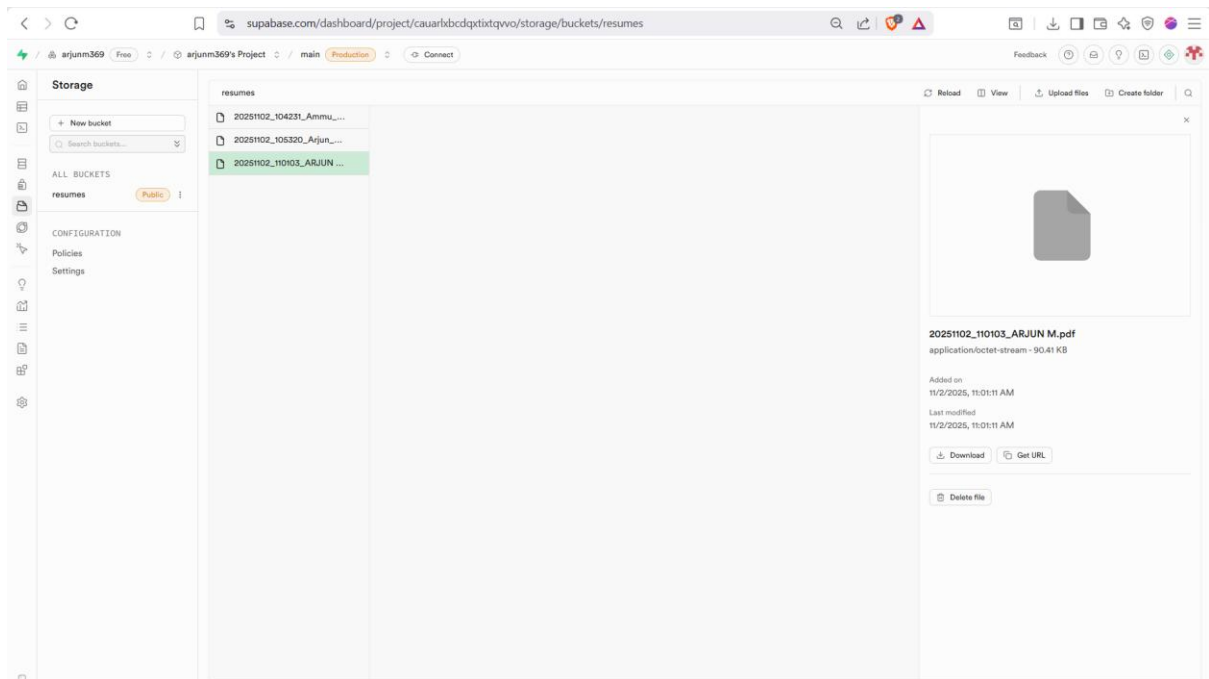 supabase.com/dashboard/project/cauarlxbcdqxtixtqvvo/storage/buckets/resumes
/ arjunm369 Free / arjunm369's Project / main Production Connect
Feedback
Storage
+ New bucket
Search buckets...
ALL BUCKETS
resumes Public
CONFIGURATION
Policies
Settings
resumes
Reload View Upload files Create folder
20251102_104231_Ammu_...
20251102_105320_Arjun_...
20251102_110103_ARJUN ...
20251102_110103_ARJUN M.pdf
application/octet-stream - 90.41 KB
Added on
11/2/2025, 11:01:11 AM
Last modified
11/2/2025, 11:01:11 AM
Download Get URL
Delete file